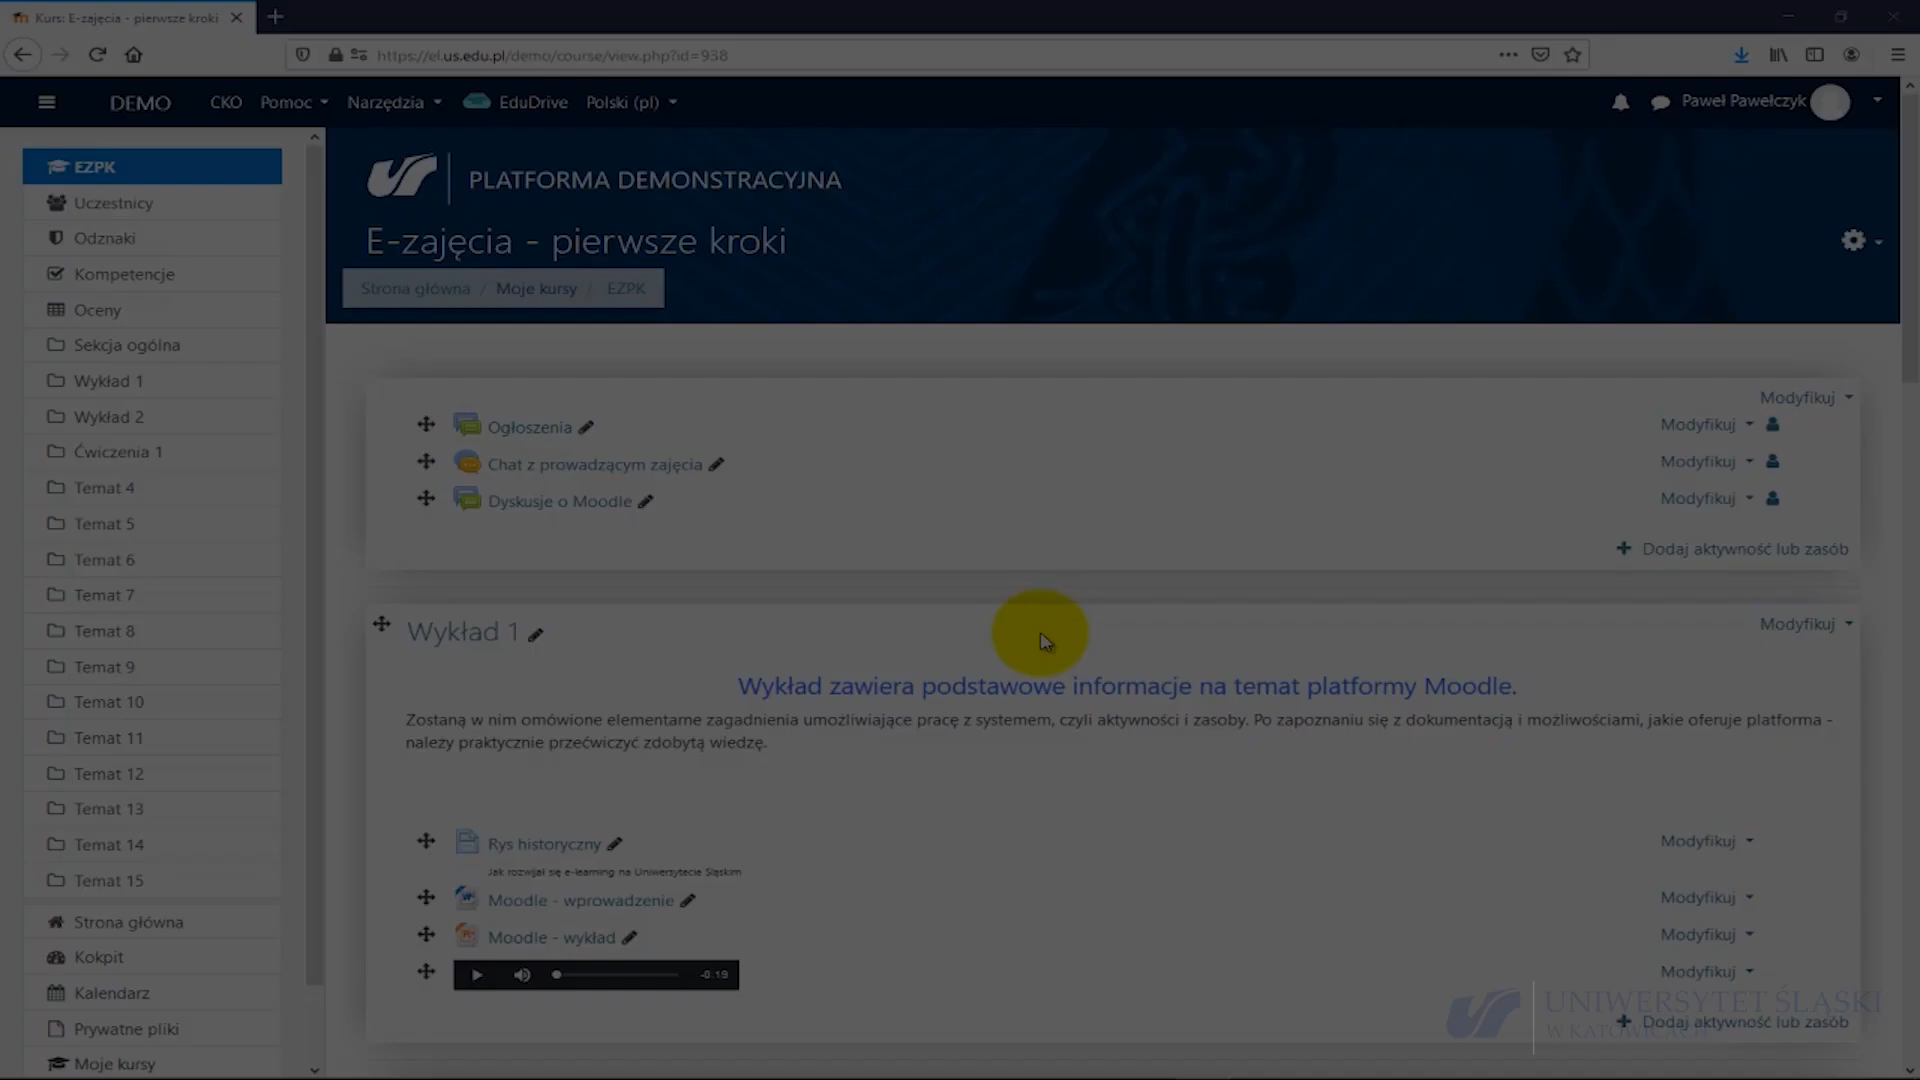 Kurs: E-zajęcia - pierwsze kroki
https://el.us.edu.pl/demo/course/view.php?id=938
DEMO CKO Pomoc Narzędzia EduDrive Polski (pl) Paweł Pawełczyk
EZPK
Uczestnicy
Odznaki
Kompetencje
Oceny
Sekcja ogólna
Wykład 1
Wykład 2
Ćwiczenia 1
Temat 4
Temat 5
Temat 6
Temat 7
Temat 8
Temat 9
Temat 10
Temat 11
Temat 12
Temat 13
Temat 14
Temat 15
Strona główna
Kokpit
Kalendarz
Prywatne pliki
Moje kursy
PLATFORMA DEMONSTRACYJNA
E-zajęcia - pierwsze kroki
Strona główna / Moje kursy / EZPK
Modyfikuj
Ogłoszenia Modyfikuj
Chat z prowadzącym zajęcia Modyfikuj
Dyskusje o Moodle Modyfikuj
Dodaj aktywność lub zasób
Wykład 1 Modyfikuj
Wykład zawiera podstawowe informacje na temat platformy Moodle.
Zostaną w nim omówione elementarne zagadnienia umożliwiające pracę z systemem, czyli aktywności i zasoby. Po zapoznaniu się z dokumentacją i możliwościami, jakie oferuje platforma -
należy praktycznie przećwiczyć zdobytą wiedzę.
Rys historyczny Modyfikuj
Jak rozwijał się e-learning na Uniwersytecie Śląskim
Moodle - wprowadzenie Modyfikuj
Moodle - wykład Modyfikuj
-0:19 Modyfikuj
UNIWERSYTET ŚLĄSKI
W KATOWICACH
Dodaj aktywność lub zasób